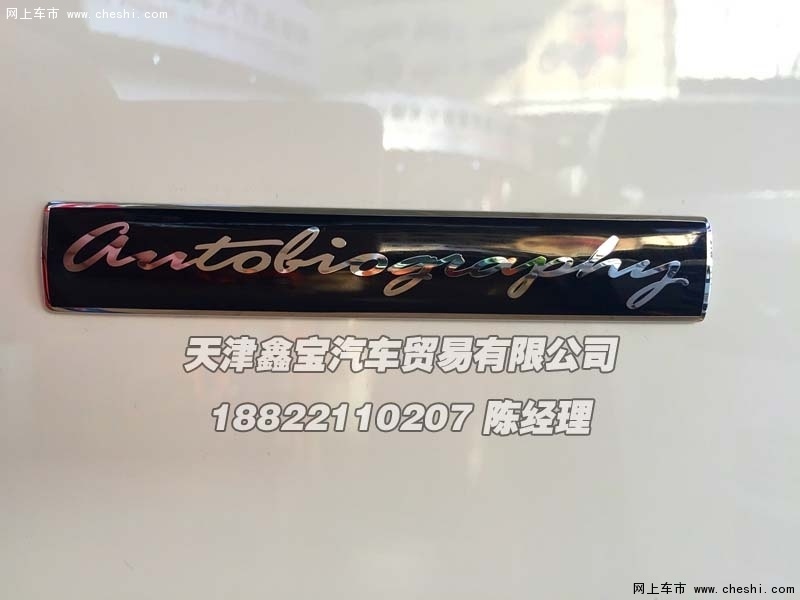 网上车市 www.cheshi.com
Autobiography
天津鑫宝汽车贸易有限公司
18822110207 陈经理
网上车市 www.cheshi.com